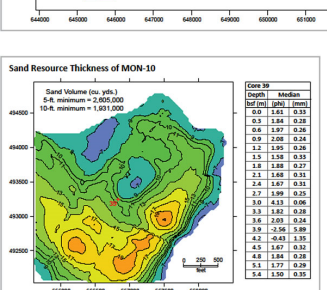 644000 645000 646000 647000 648000 649000 650000 651000
Sand Resource Thickness of MON-10
Sand Volume (cu. yds.)
5-ft. minimum = 2,605,000
10-ft. minimum = 1,931,000
494500
494000
493500
493000
492500
0 250 500
feet
Core 39
Depth Median
bsf (m) (phi) (mm)
0.0 1.61 0.33
0.3 1.84 0.28
0.6 1.97 0.26
0.9 2.08 0.24
1.2 1.95 0.26
1.5 1.58 0.33
1.8 1.88 0.27
2.1 1.68 0.31
2.4 1.67 0.31
2.7 1.99 0.25
3.0 4.13 0.06
3.3 1.82 0.28
3.6 2.03 0.24
3.9 -2.56 5.89
4.2 -0.43 1.35
4.5 1.67 0.32
4.8 1.84 0.28
5.1 1.77 0.29
5.4 1.50 0.35